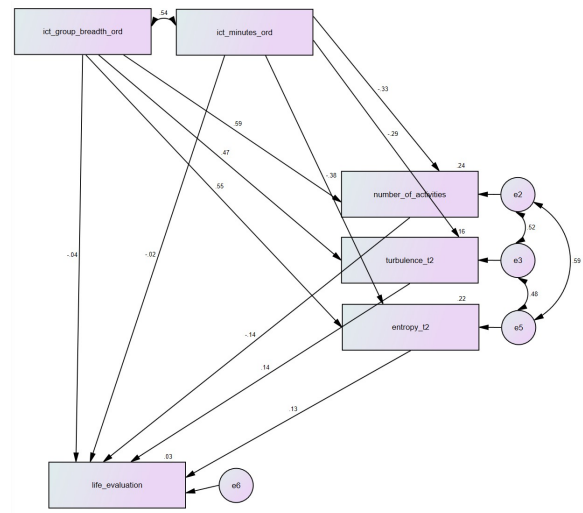 .54
ict_group_breadth_ord
ict_minutes_ord
-.33
.59
-.29
.47
.24
-.38
number_of_activities
e2
.55
.16
.52
-.04
-.02
turbulence_t2
e3
.59
.48
.22
entropy_t2
e5
-.14
.14
.13
.03
life_evaluation
e6